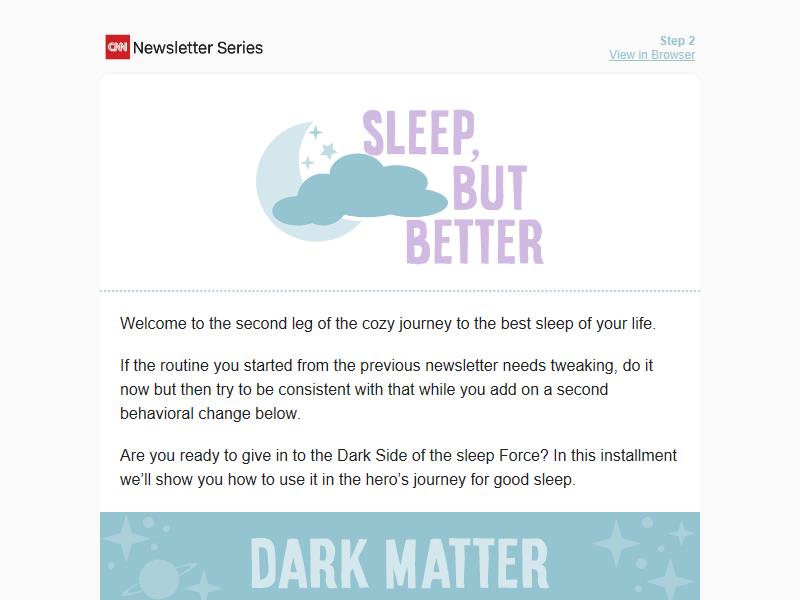 CNN Newsletter Series
Step 2
View in Browser
SLEEP,
BUT
BETTER
Welcome to the second leg of the cozy journey to the best sleep of your life.
If the routine you started from the previous newsletter needs tweaking, do it
now but then try to be consistent with that while you add on a second
behavioral change below.
Are you ready to give in to the Dark Side of the sleep Force? In this installment
we’ll show you how to use it in the hero’s journey for good sleep.
DARK MATTER